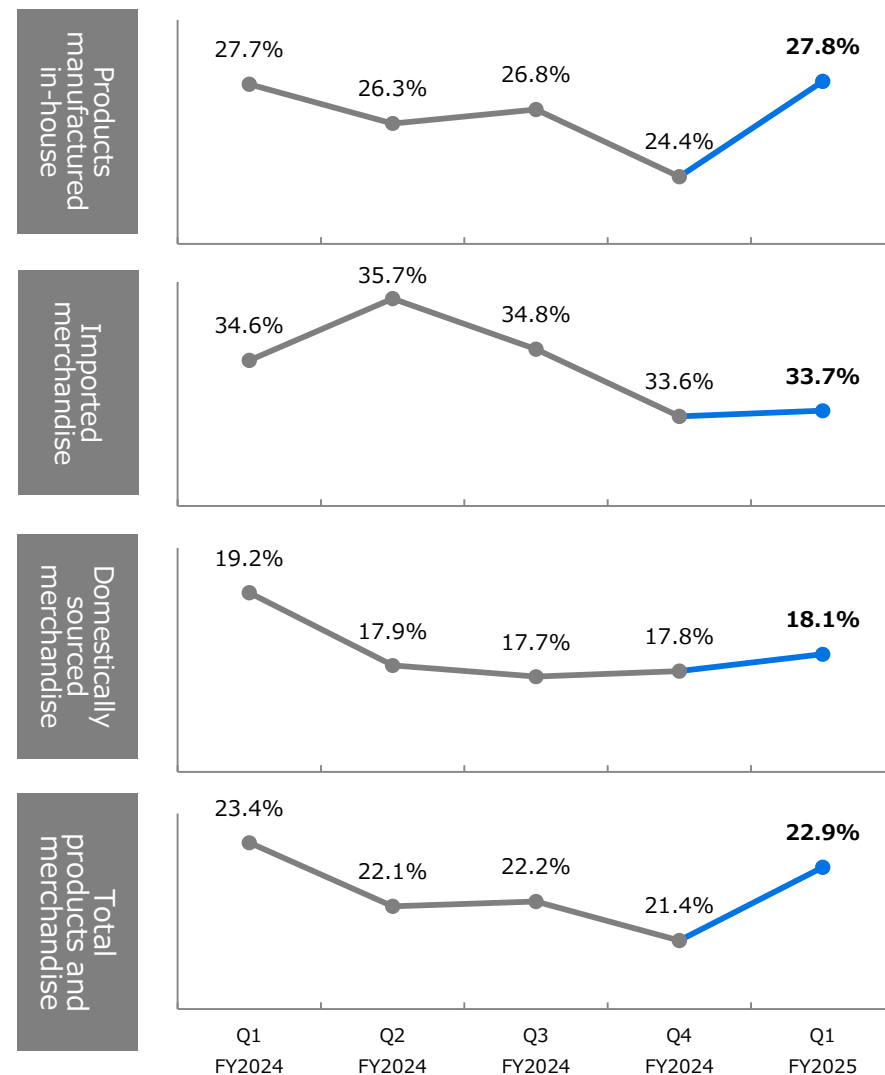 Products
manufactured
in-house
27.7%
26.3%
26.8%
24.4%
27.8%
Imported
merchandise
34.6%
35.7%
34.8%
33.6%
33.7%
Domestically
sourced
merchandise
19.2%
17.9%
17.7%
17.8%
18.1%
Total
products and
merchandise
23.4%
22.1%
22.2%
21.4%
22.9%
Q1 Q2 Q3 Q4 Q1
FY2024 FY2024 FY2024 FY2024 FY2025